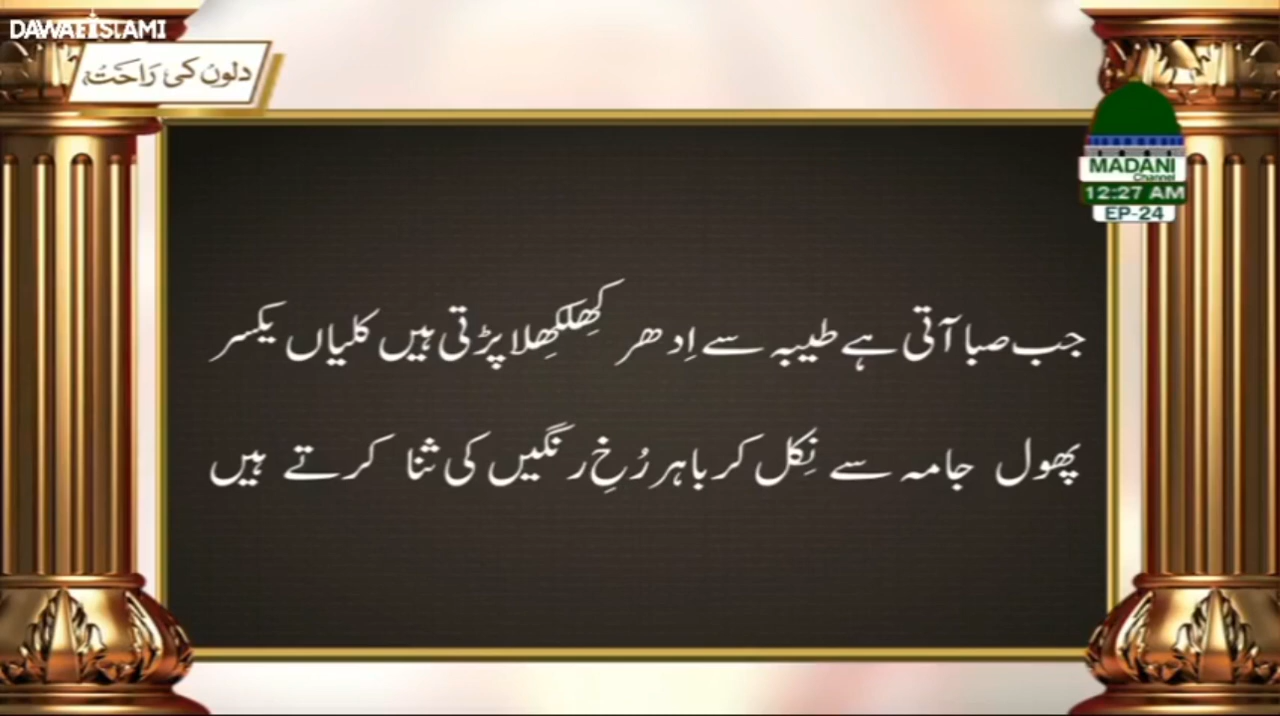 DAWATEISLAMI
دلوں کی رَاحَتْ
MADANI
Channel
12:27 AM
EP-24
جب صبا آتی ہے طیبہ سے اِدھر کھِلکھِلا پڑتی ہیں کلیاں یکسر
پھول جامہ سے نِکل کر باہر رُخِ رنگیں کی ثنا کرتے ہیں